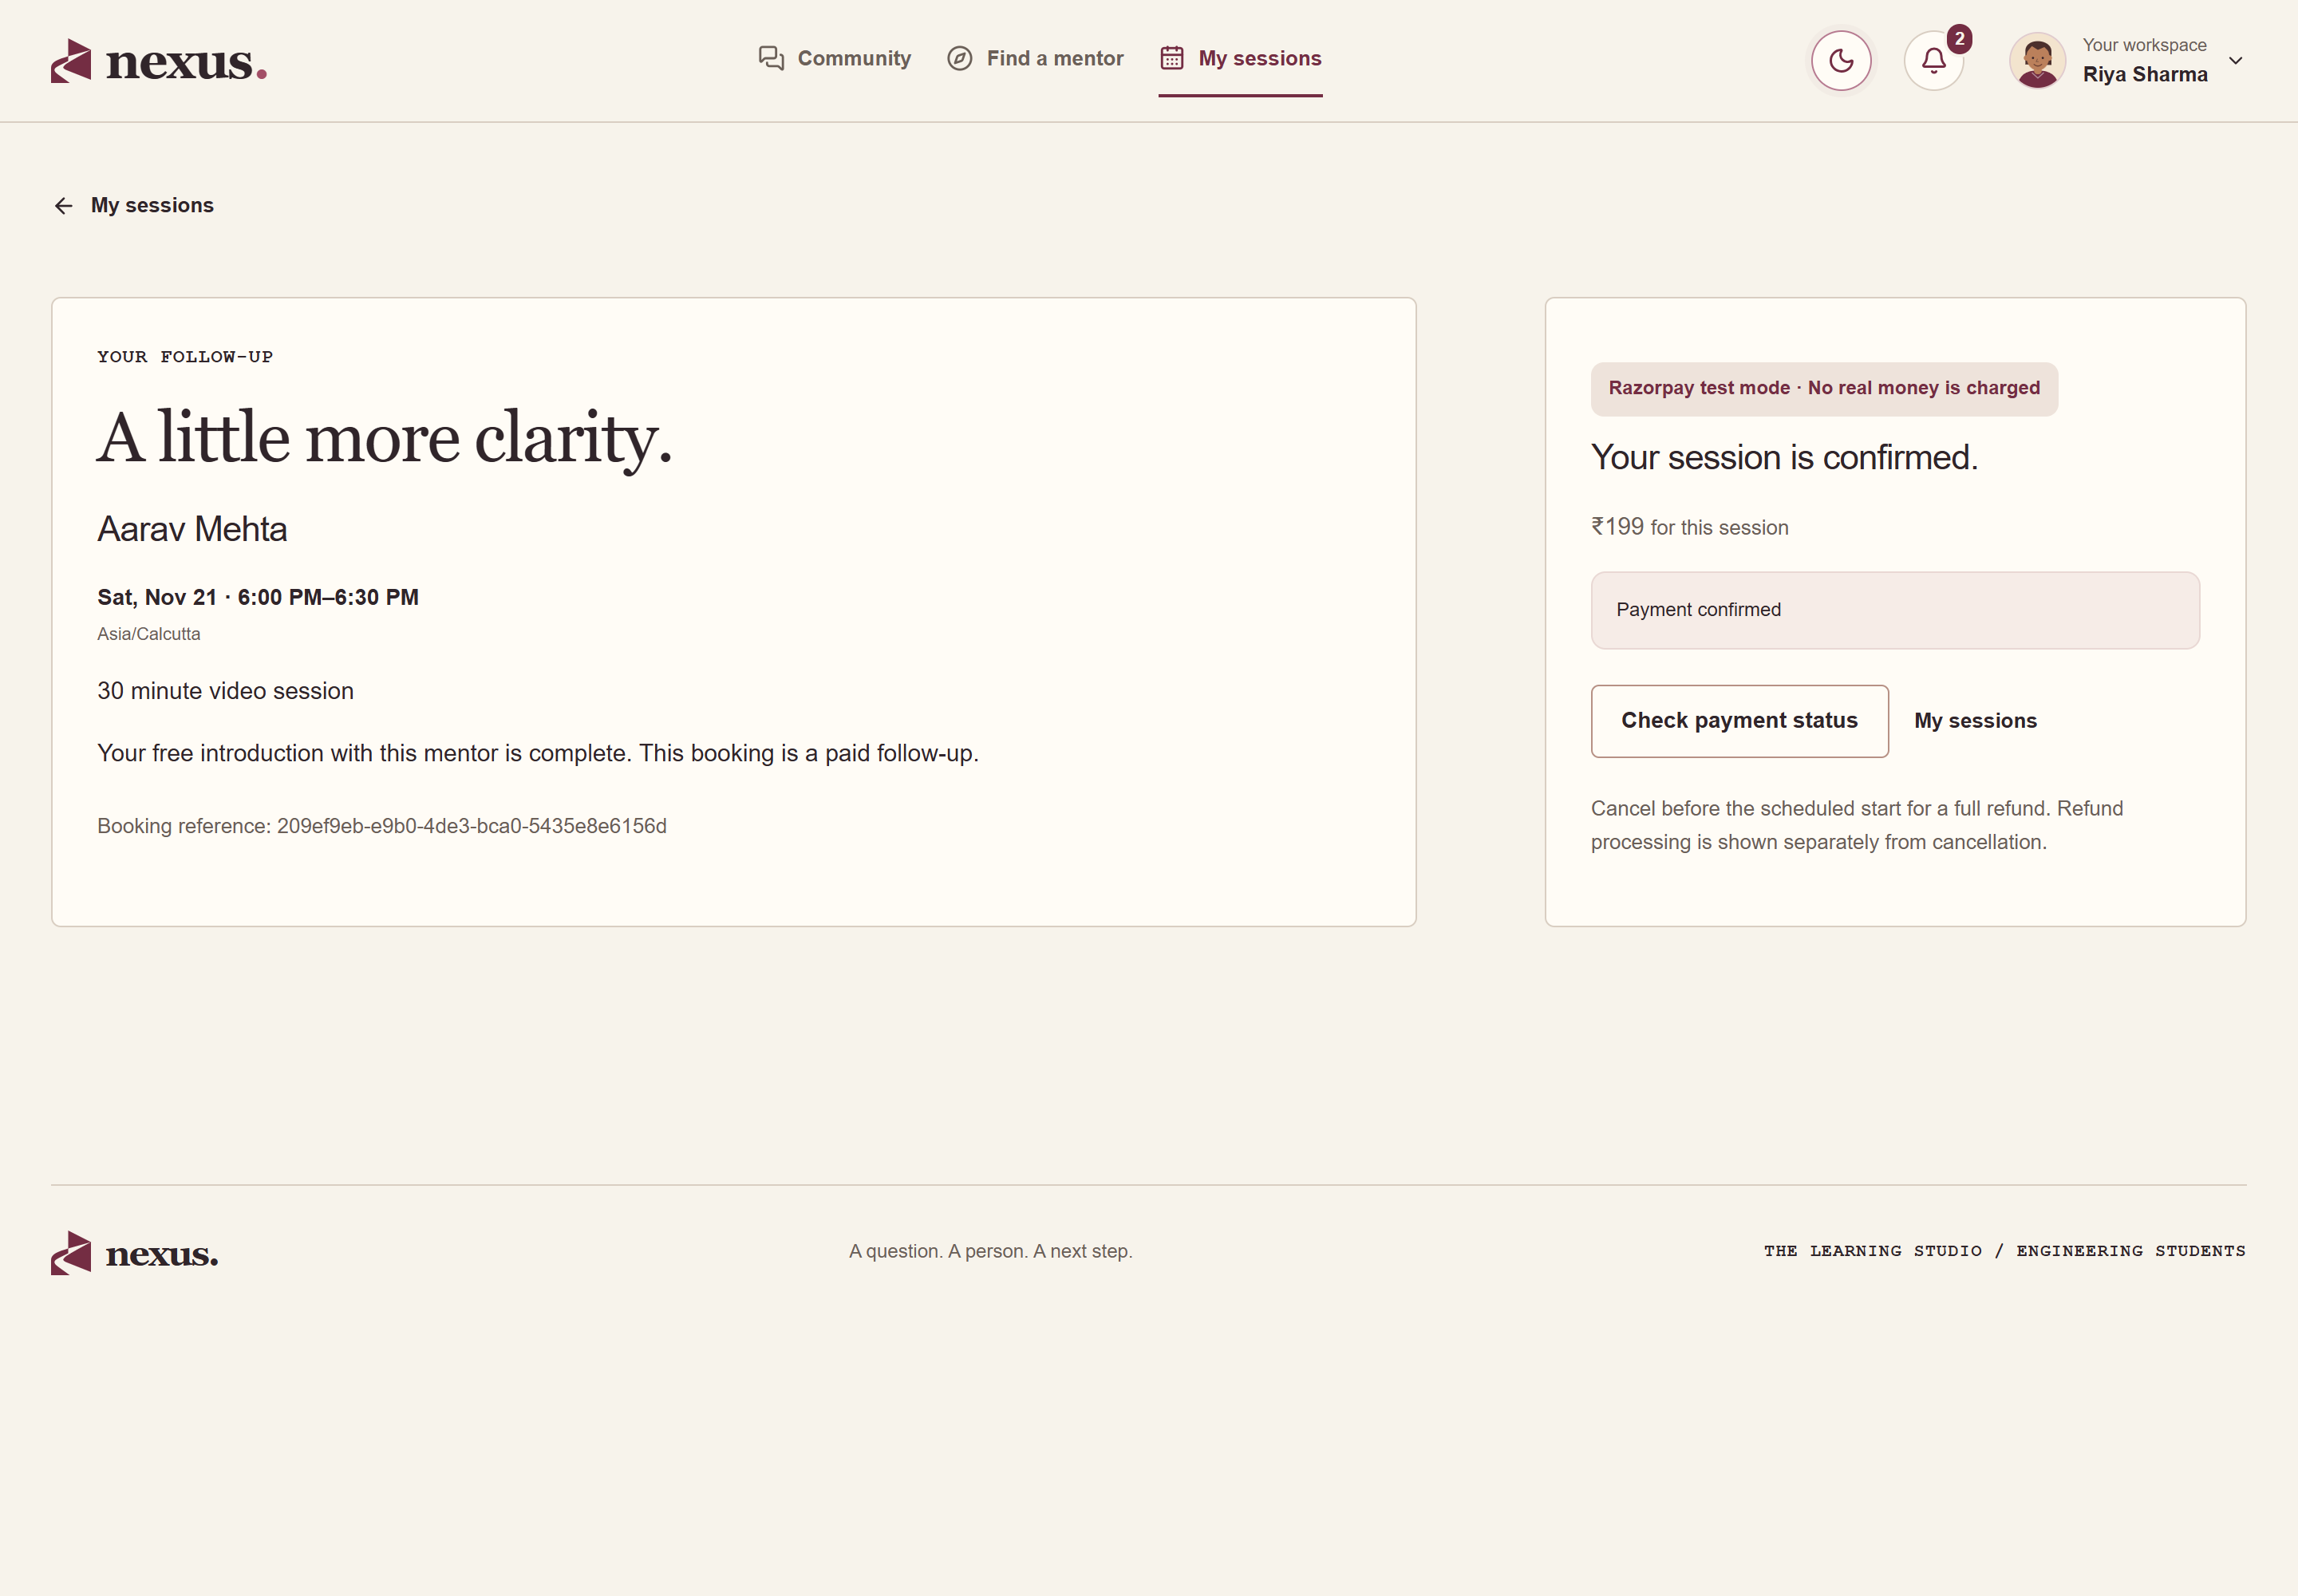 nexus.
Community
Find a mentor
My sessions
2
Your workspace
Riya Sharma
My sessions
YOUR FOLLOW-UP
A little more clarity.
Aarav Mehta
Sat, Nov 21 · 6:00 PM–6:30 PM
Asia/Calcutta
30 minute video session
Your free introduction with this mentor is complete. This booking is a paid follow-up.
Booking reference: 209ef9eb-e9b0-4de3-bca0-5435e8e6156d
Razorpay test mode · No real money is charged
Your session is confirmed.
₹199 for this session
Payment confirmed
Check payment status
My sessions
Cancel before the scheduled start for a full refund. Refund
processing is shown separately from cancellation.
nexus.
A question. A person. A next step.
THE LEARNING STUDIO / ENGINEERING STUDENTS